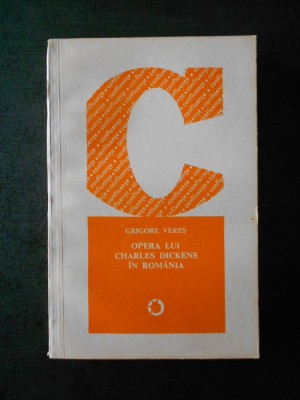 GRIGORE VEREȘ
OPERA LUI
CHARLES DICKENS
ÎN ROMÂNIA